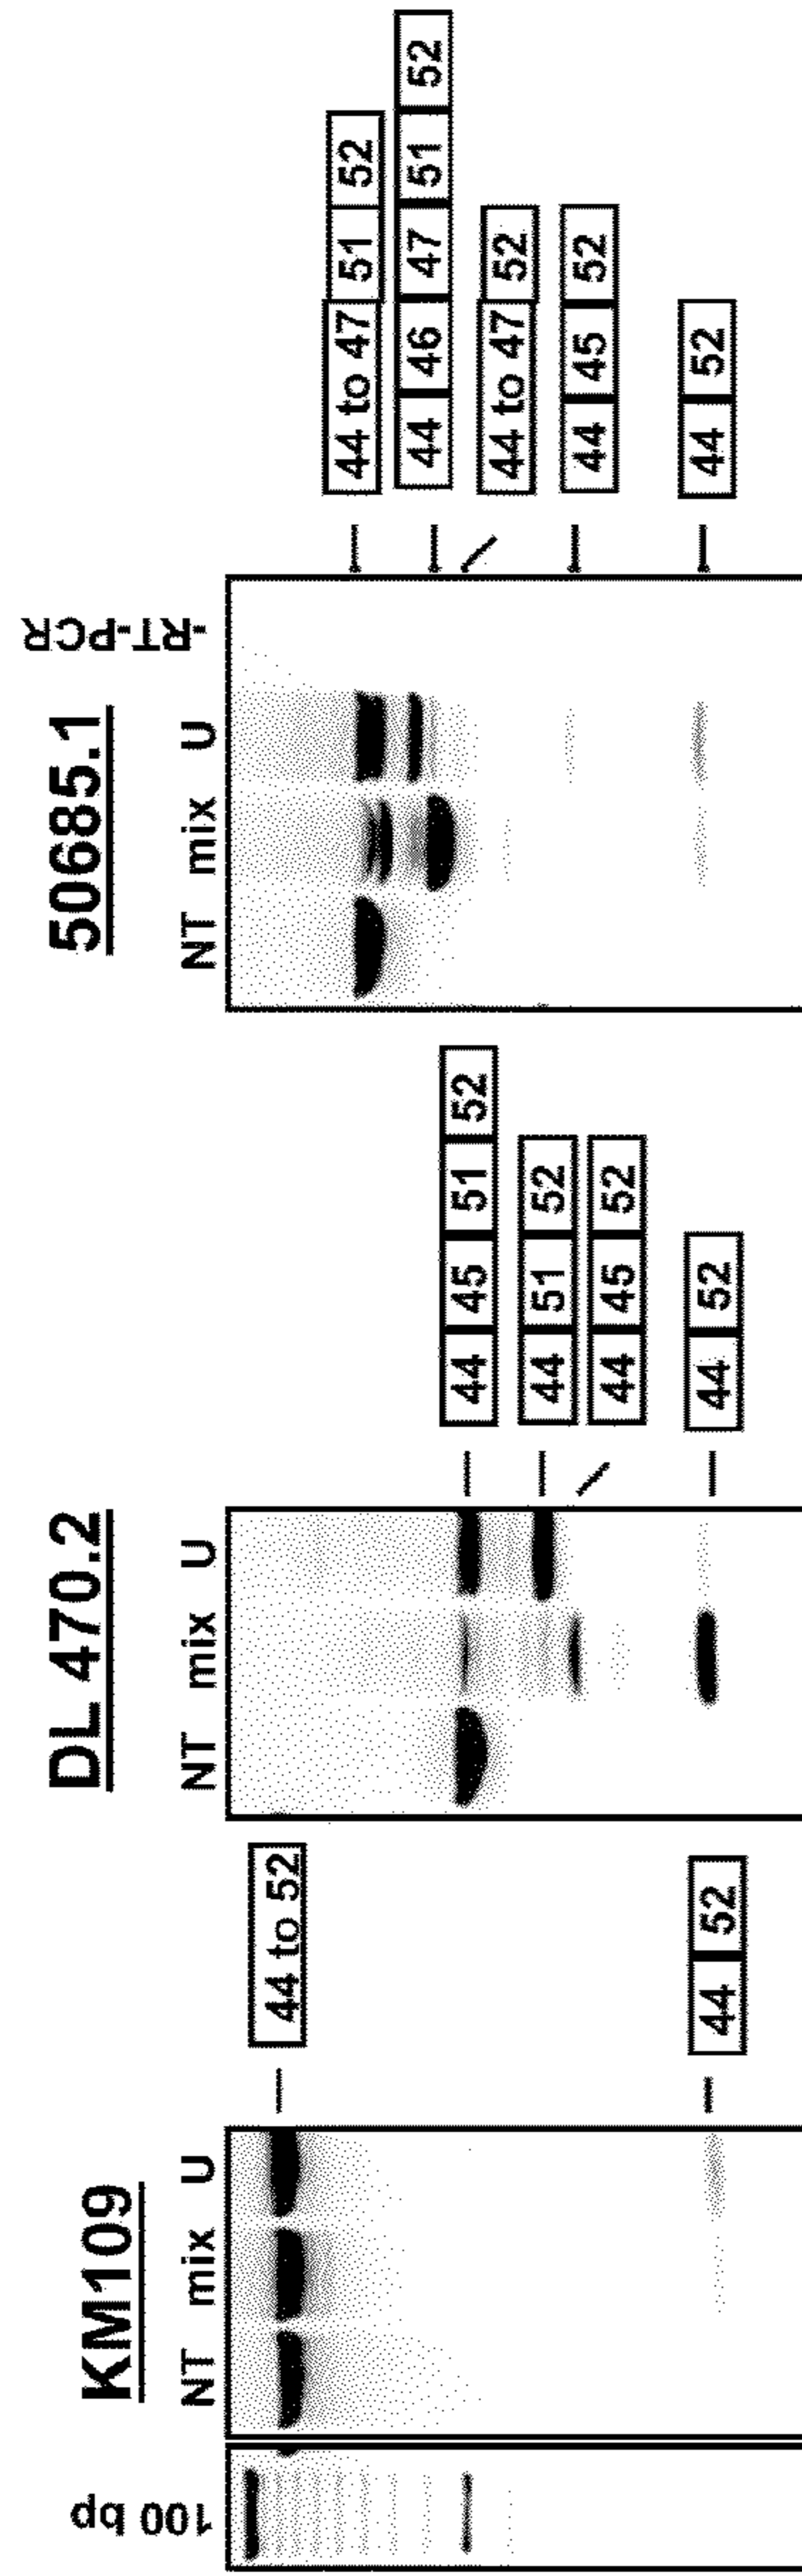 100 bp
KM109
NT mix U
44 to 52
44 52
DL 470.2
NT mix U
44 45 51 52
44 51 52
44 45 52
44 52
50685.1
NT mix U -RT-PCR
44 to 47 51 52
44 46 47 51 52
44 to 47 52
44 45 52
44 52